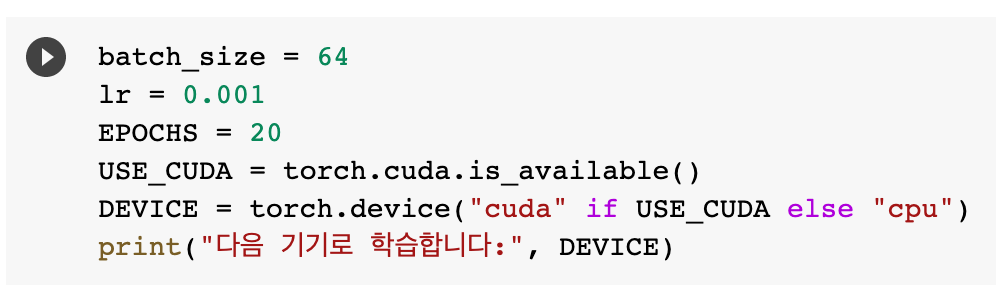 batch_size = 64
lr = 0.001
EPOCHS = 20
USE_CUDA = torch.cuda.is_available()
DEVICE = torch.device("cuda" if USE_CUDA else "cpu")
print("다음 기기로 학습합니다:", DEVICE)